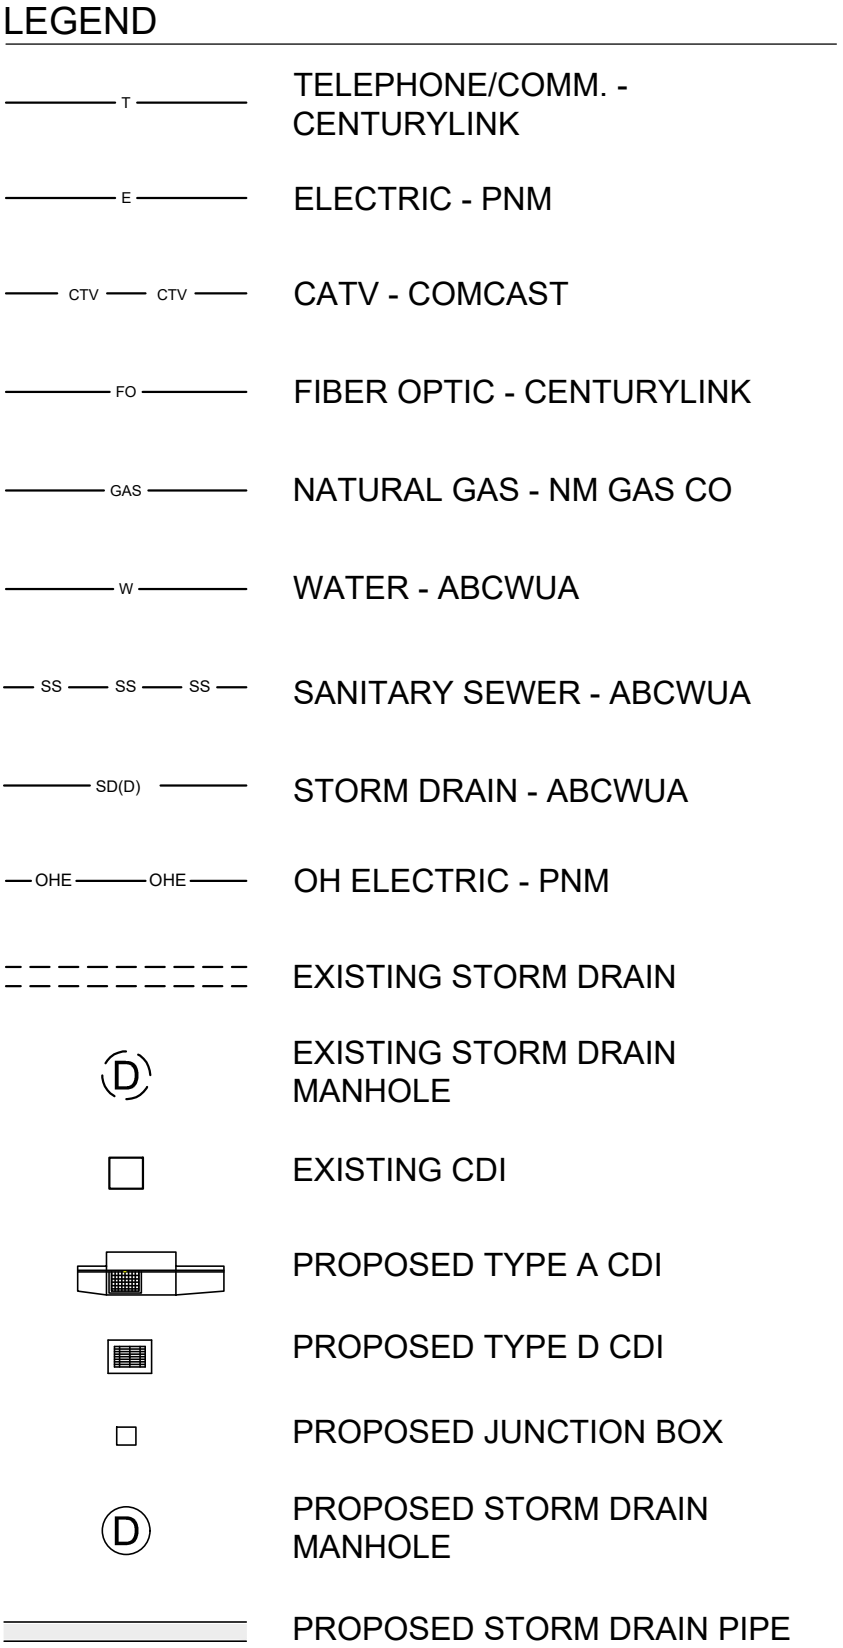 LEGEND
T
TELEPHONE/COMM. -
CENTURYLINK
E
ELECTRIC - PNM
CTV CTV
CATV - COMCAST
FO
FIBER OPTIC - CENTURYLINK
GAS
NATURAL GAS - NM GAS CO
W
WATER - ABCWUA
SS SS SS
SANITARY SEWER - ABCWUA
SD(D)
STORM DRAIN - ABCWUA
OHE OHE
OH ELECTRIC - PNM
EXISTING STORM DRAIN
D
EXISTING STORM DRAIN
MANHOLE
EXISTING CDI
PROPOSED TYPE A CDI
PROPOSED TYPE D CDI
PROPOSED JUNCTION BOX
D
PROPOSED STORM DRAIN
MANHOLE
PROPOSED STORM DRAIN PIPE